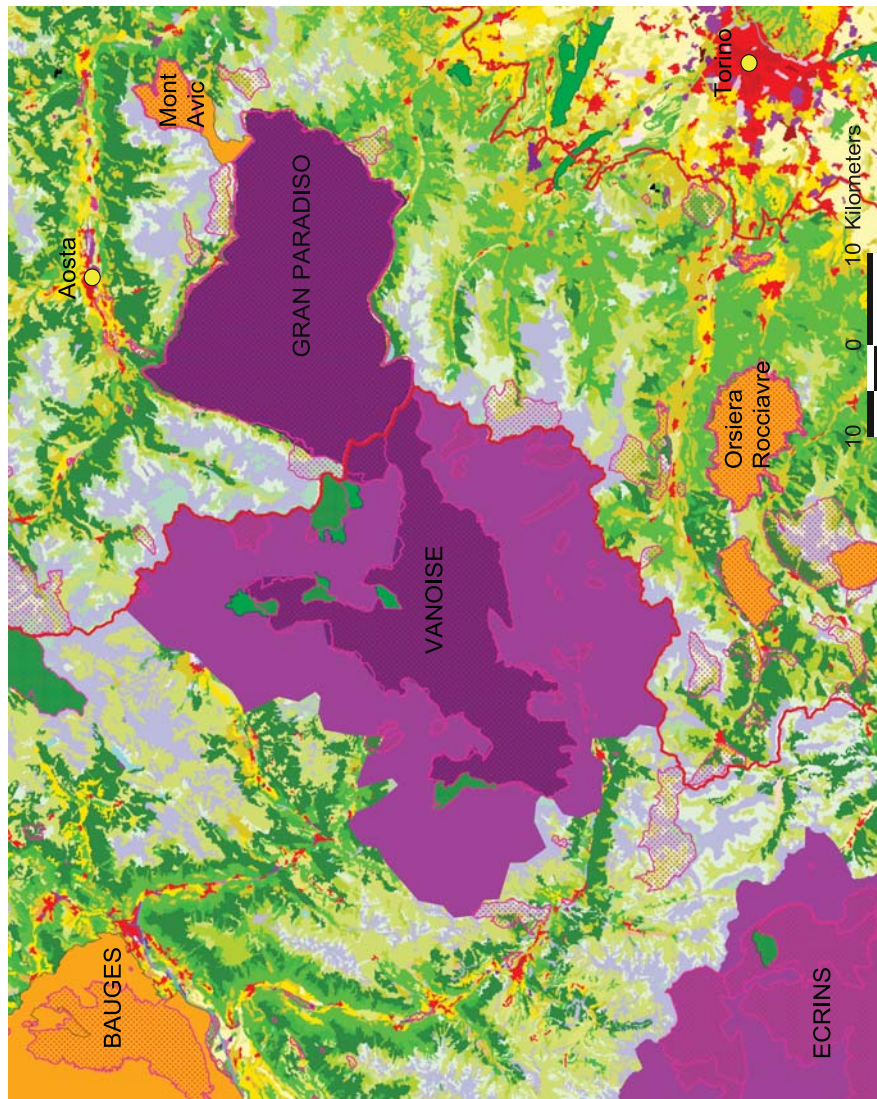 BAUGES
Aosta
Mont
Avic
GRAN PARADISO
VANOISE
ECRINS
Orsiera
Rocciavre
Torino
10 0 10 Kilometers